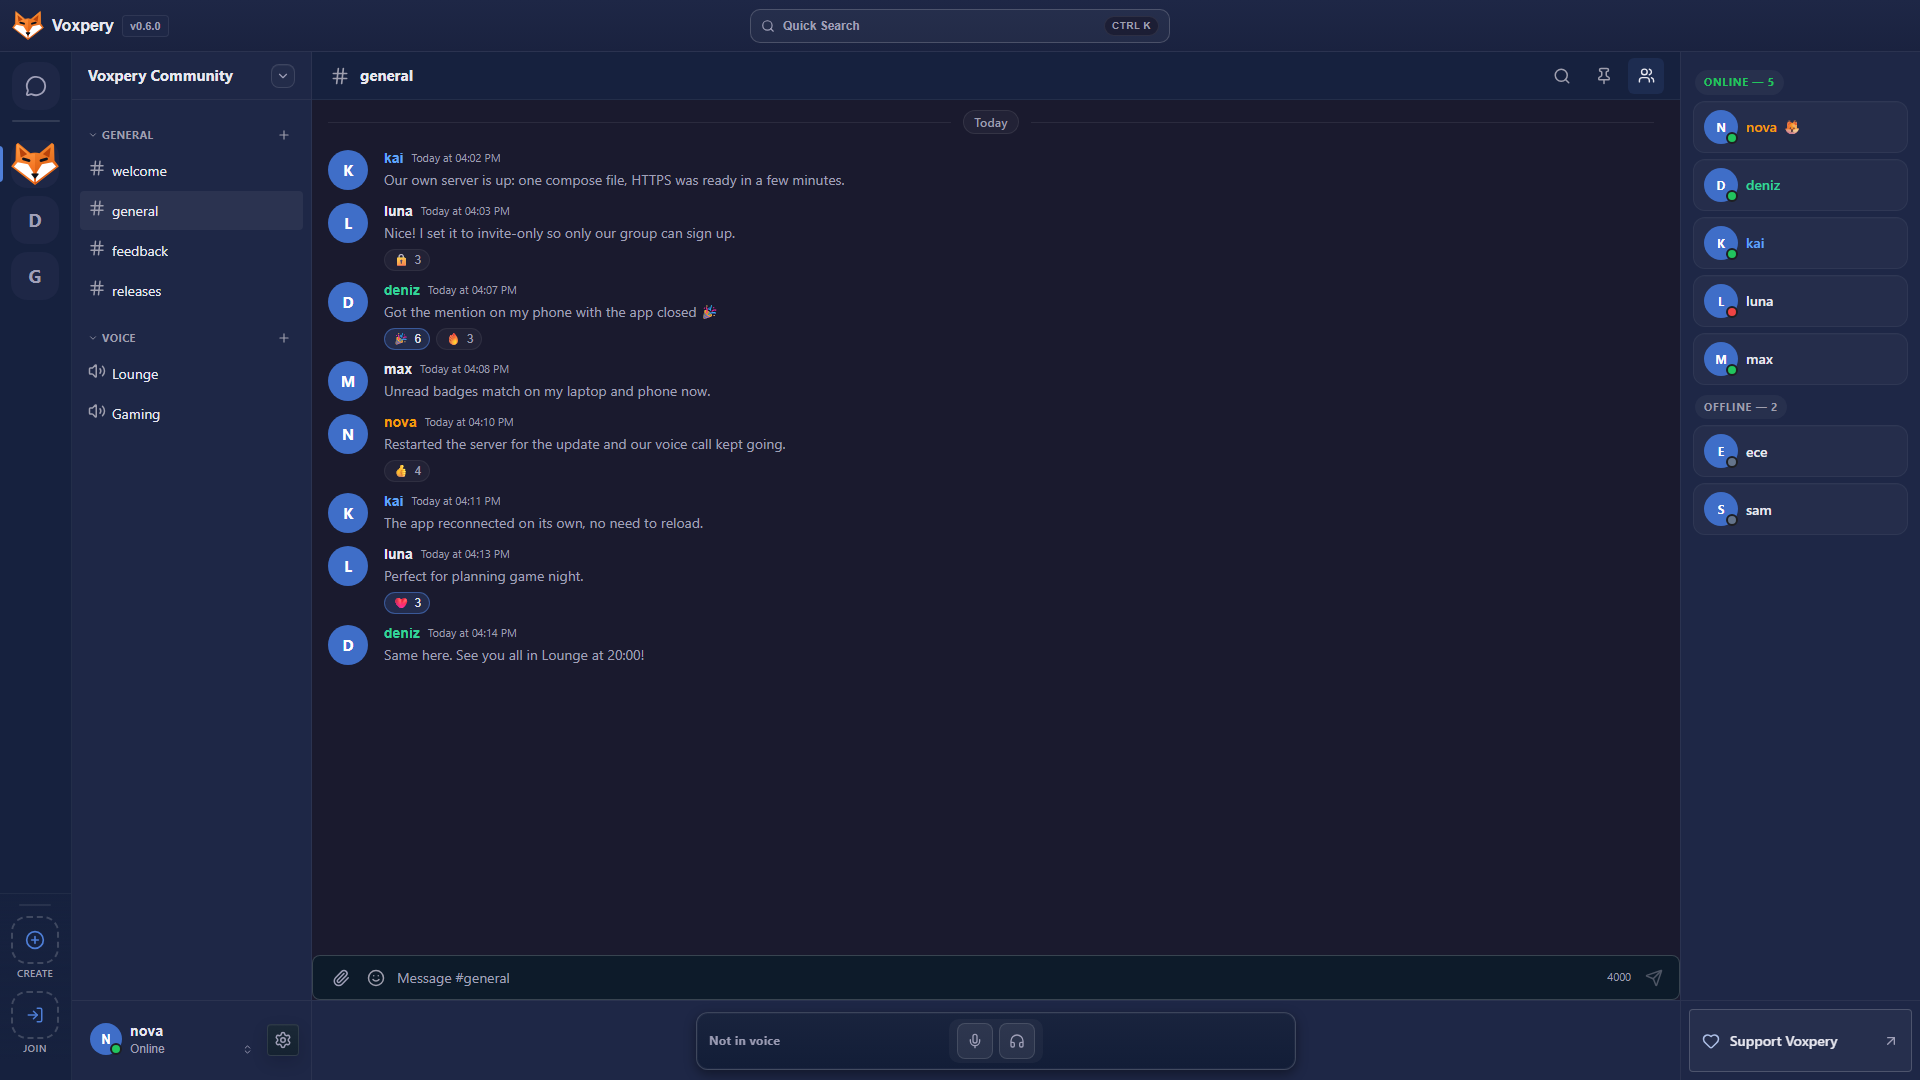 Voxpery v0.6.0
Quick Search CTRL K
Voxpery Community
GENERAL
welcome
general
feedback
releases
VOICE
Lounge
Gaming
D
G
CREATE
JOIN
N nova
Online
general
Today
K kai Today at 04:02 PM
Our own server is up: one compose file, HTTPS was ready in a few minutes.
L luna Today at 04:03 PM
Nice! I set it to invite-only so only our group can sign up.
3
D deniz Today at 04:07 PM
Got the mention on my phone with the app closed 🎉
6 3
M max Today at 04:08 PM
Unread badges match on my laptop and phone now.
N nova Today at 04:10 PM
Restarted the server for the update and our voice call kept going.
4
K kai Today at 04:11 PM
The app reconnected on its own, no need to reload.
L luna Today at 04:13 PM
Perfect for planning game night.
3
D deniz Today at 04:14 PM
Same here. See you all in Lounge at 20:00!
Message #general 4000
Not in voice
ONLINE — 5
N nova 🦊
D deniz
K kai
L luna
M max
OFFLINE — 2
E ece
S sam
Support Voxpery